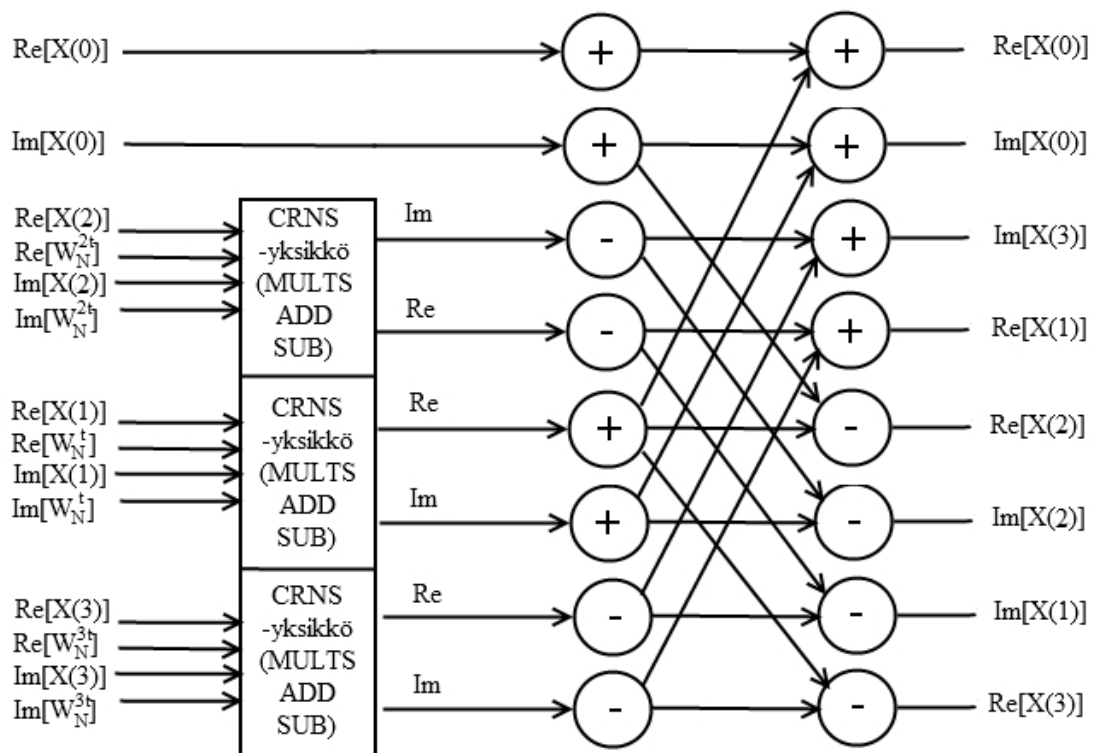 Re[X(0)]
Im[X(0)]
Re[X(2)]
Re[W_N^2t]
Im[X(2)]
Im[W_N^2t]
Re[X(1)]
Re[W_N^t]
Im[X(1)]
Im[W_N^t]
Re[X(3)]
Re[W_N^3t]
Im[X(3)]
Im[W_N^3t]
CRNS
-yksikkö
(MULTS
ADD
SUB)
CRNS
-yksikkö
(MULTS
ADD
SUB)
CRNS
-yksikkö
(MULTS
ADD
SUB)
Im
Re
Re
Im
Re
Im
+
+
-
-
+
+
-
-
+
+
+
+
-
-
-
-
Re[X(0)]
Im[X(0)]
Im[X(3)]
Re[X(1)]
Re[X(2)]
Im[X(2)]
Im[X(1)]
Re[X(3)]